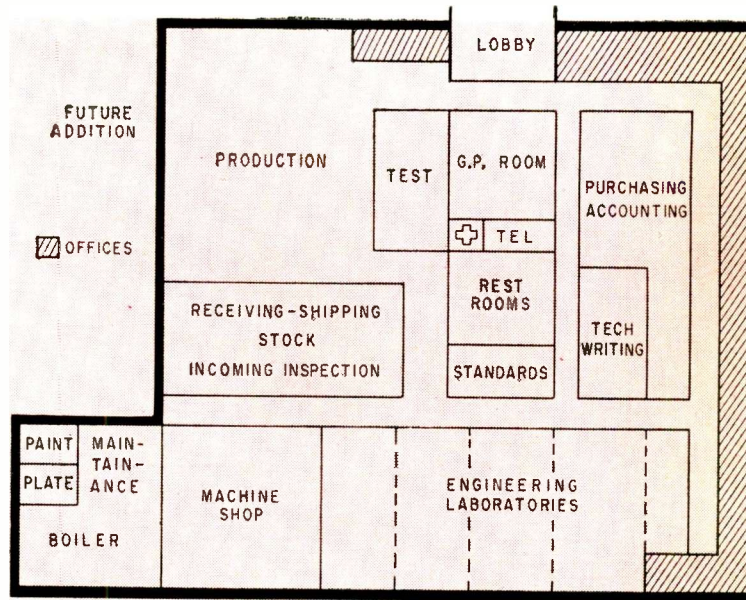 LOBBY
FUTURE
ADDITION
PRODUCTION
TEST
G.P. ROOM
PURCHASING
ACCOUNTING
OFFICES
TEL
REST
ROOMS
RECEIVING-SHIPPING
STOCK
INCOMING INSPECTION
TECH
WRITING
STANDARDS
PAINT
PLATE
MAIN-
TAIN-
ANCE
BOILER
MACHINE
SHOP
ENGINEERING
LABORATORIES